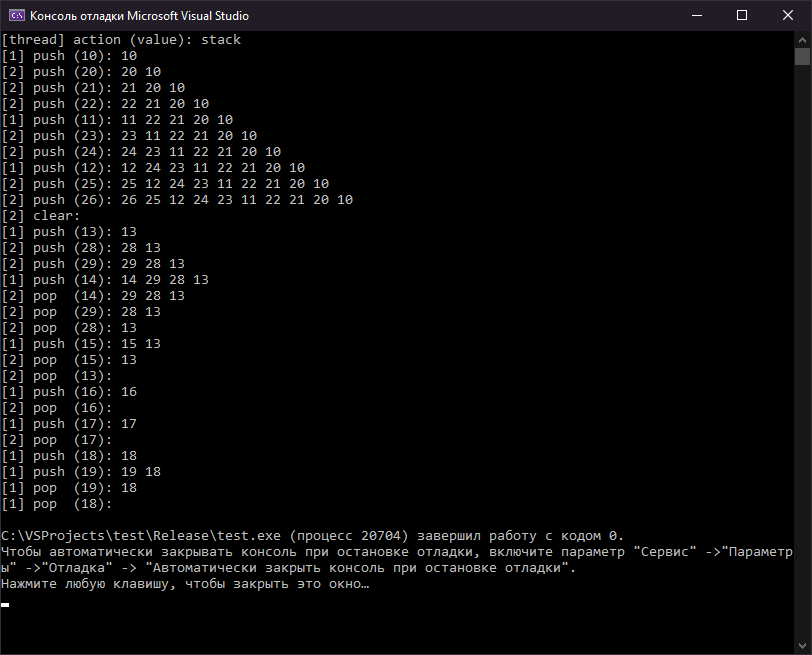 Консоль отладки Microsoft Visual Studio
[thread] action (value): stack
[1] push (10): 10
[2] push (20): 20 10
[2] push (21): 21 20 10
[2] push (22): 22 21 20 10
[1] push (11): 11 22 21 20 10
[2] push (23): 23 11 22 21 20 10
[2] push (24): 24 23 11 22 21 20 10
[1] push (12): 12 24 23 11 22 21 20 10
[2] push (25): 25 12 24 23 11 22 21 20 10
[2] push (26): 26 25 12 24 23 11 22 21 20 10
[2] clear:
[1] push (13): 13
[2] push (28): 28 13
[2] push (29): 29 28 13
[1] push (14): 14 29 28 13
[2] pop  (14): 29 28 13
[2] pop  (29): 28 13
[2] pop  (28): 13
[1] push (15): 15 13
[2] pop  (15): 13
[2] pop  (13):
[1] push (16): 16
[2] pop  (16):
[1] push (17): 17
[2] pop  (17):
[1] push (18): 18
[1] push (19): 19 18
[1] pop  (19): 18
[1] pop  (18):
C:\VSProjects\test\Release\test.exe (процесс 20704) завершил работу с кодом 0.
Чтобы автоматически закрывать консоль при остановке отладки, включите параметр "Сервис" ->"Параметр
ы" ->"Отладка" -> "Автоматически закрыть консоль при остановке отладки".
Нажмите любую клавишу, чтобы закрыть это окно…